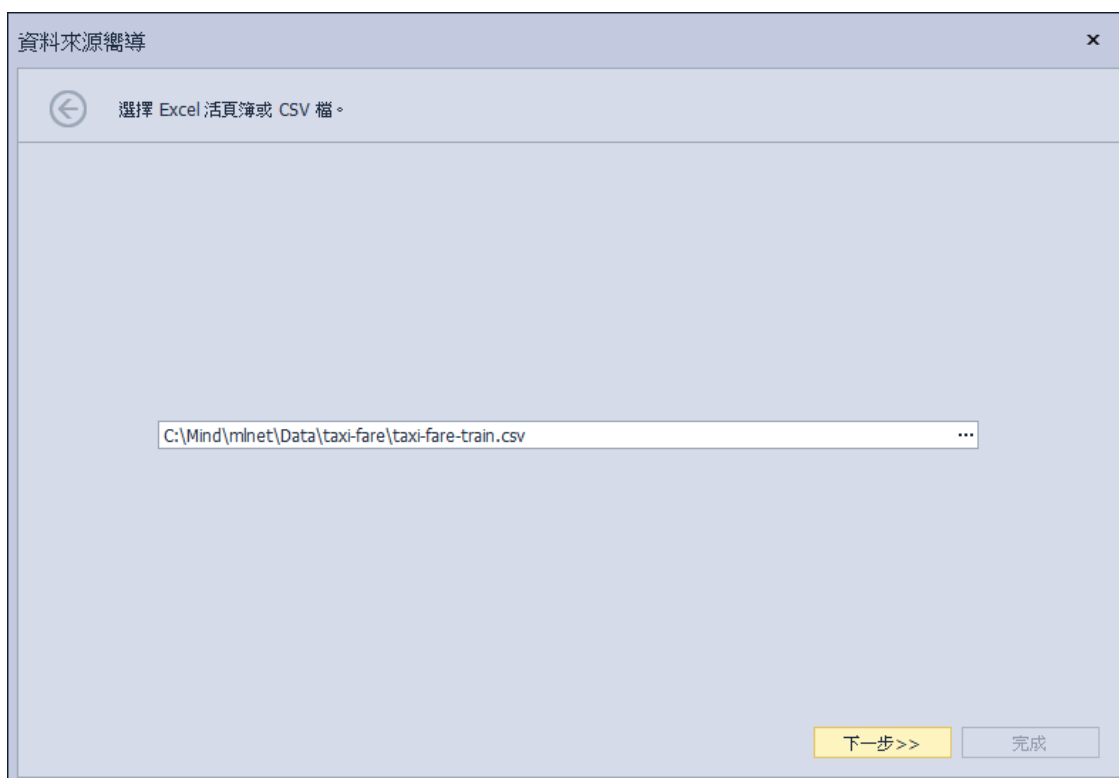 資料來源嚮導
選擇 Excel 活頁簿或 CSV 檔。
C:\Mind\mlnet\Data\taxi-fare\taxi-fare-train.csv
下一步>>
完成